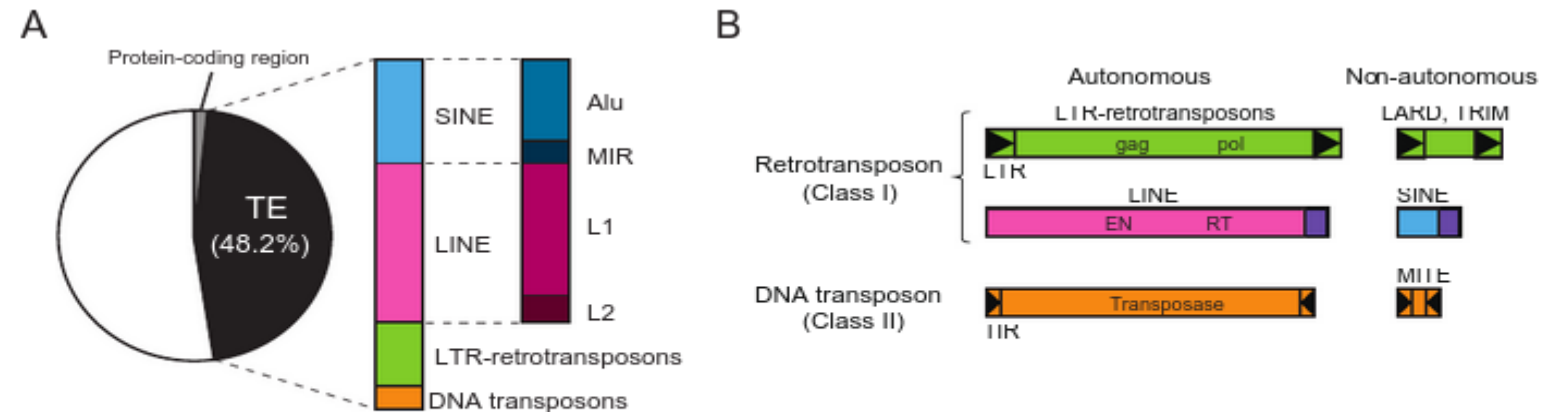 A
Protein-coding region
TE
(48.2%)
SINE
LINE
LTR-retrotransposons
DNA transposons
Alu
MIR
L1
L2
B
Autonomous
Non-autonomous
Retrotransposon
(Class I)
LTR-retrotransposons
gag pol
LTR
LARD, TRIM
LINE
EN RT
SINE
DNA transposon
(Class II)
Transposase
TIR
MITE